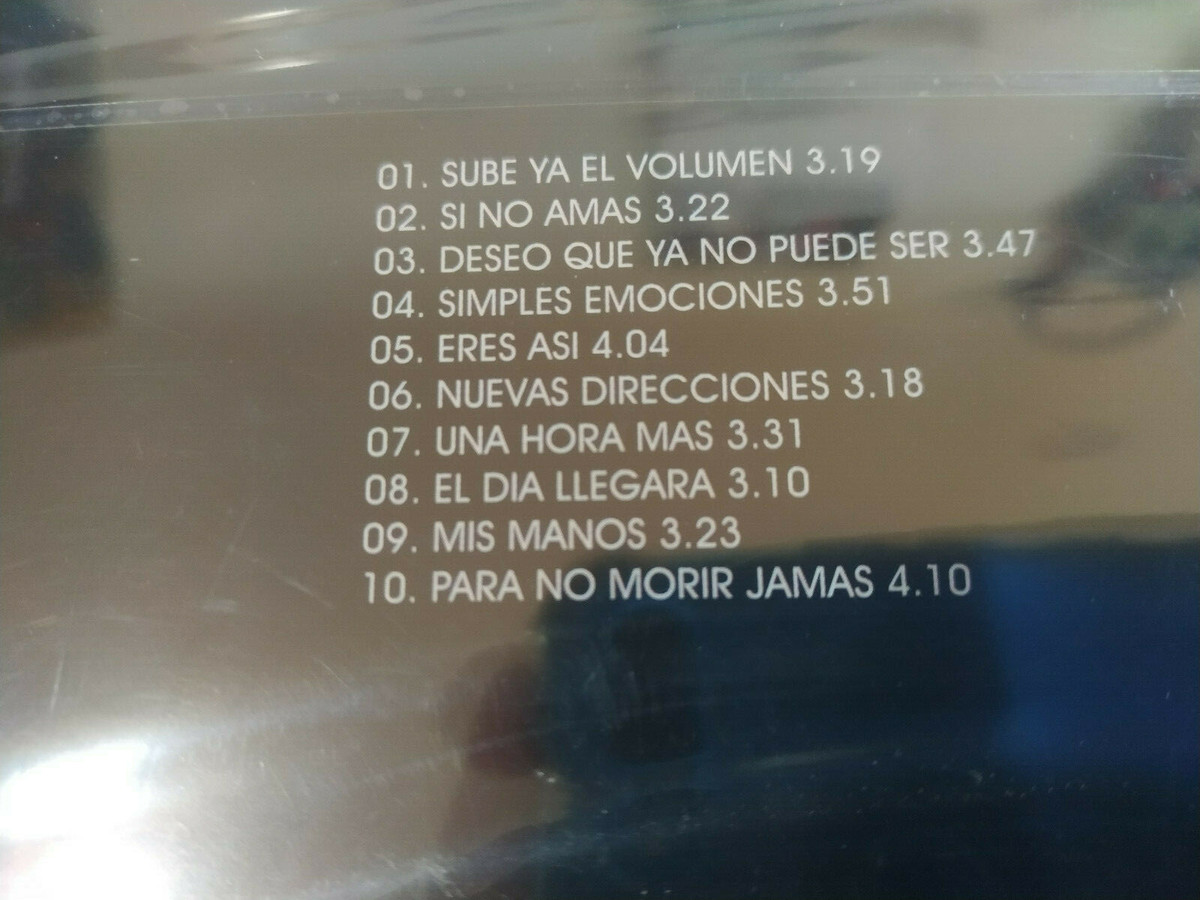 01. SUBE YA EL VOLUMEN 3.19
02. SI NO AMAS 3.22
03. DESEO QUE YA NO PUEDE SER 3.47
04. SIMPLES EMOCIONES 3.51
05. ERES ASI 4.04
06. NUEVAS DIRECCIONES 3.18
07. UNA HORA MAS 3.31
08. EL DIA LLEGARA 3.10
09. MIS MANOS 3.23
10. PARA NO MORIR JAMAS 4.10